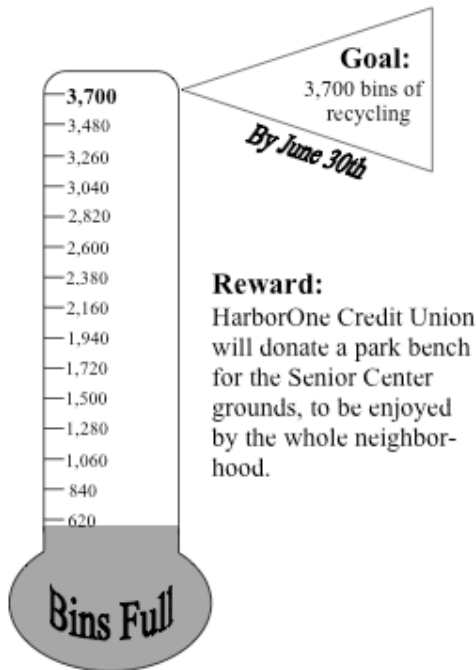 Goal:
3,700 bins of
recycling
By June 30th
3,700
3,480
3,260
3,040
2,820
2,600
2.380
2,160
1,940
1,720
1,500
1,280
1,060
840
620
Reward:
HarborOne Credit Union
will donate a park bench
for the Senior Center
grounds, to be enjoyed
by the whole neighbor-
hood.
Bins Full